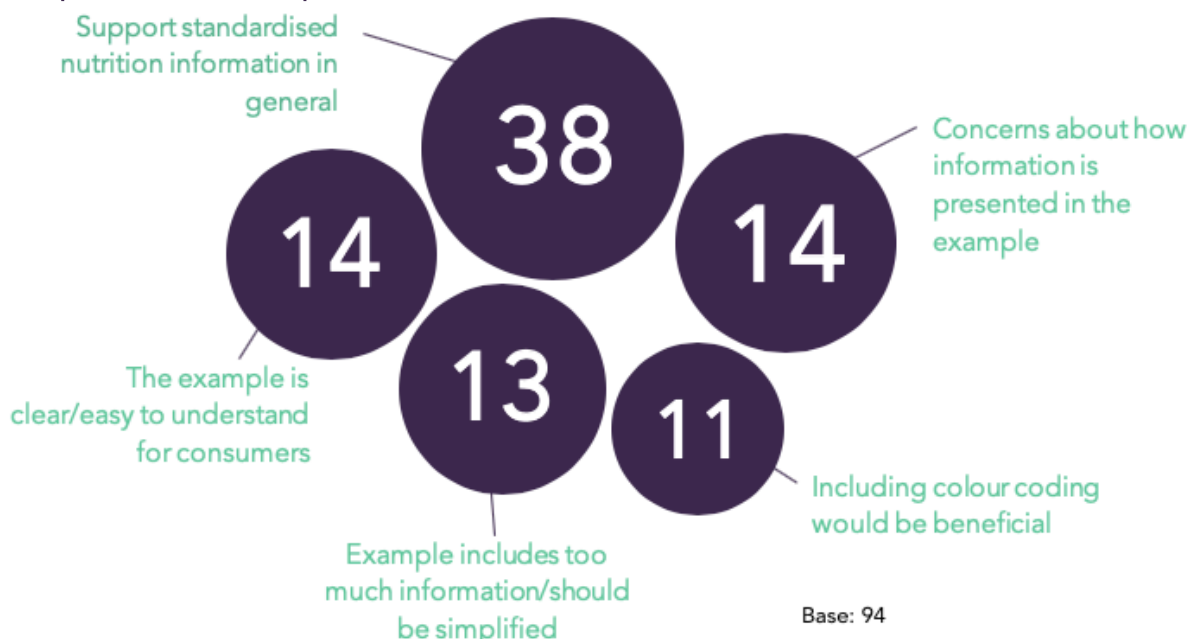 Support standardised
nutrition information in
general
38
Concerns about how
information is
presented in the
example
14
14
The example is
clear/easy to understand
for consumers
13
11
Including colour coding
would be beneficial
Example includes too
much information/should
be simplified
Base: 94